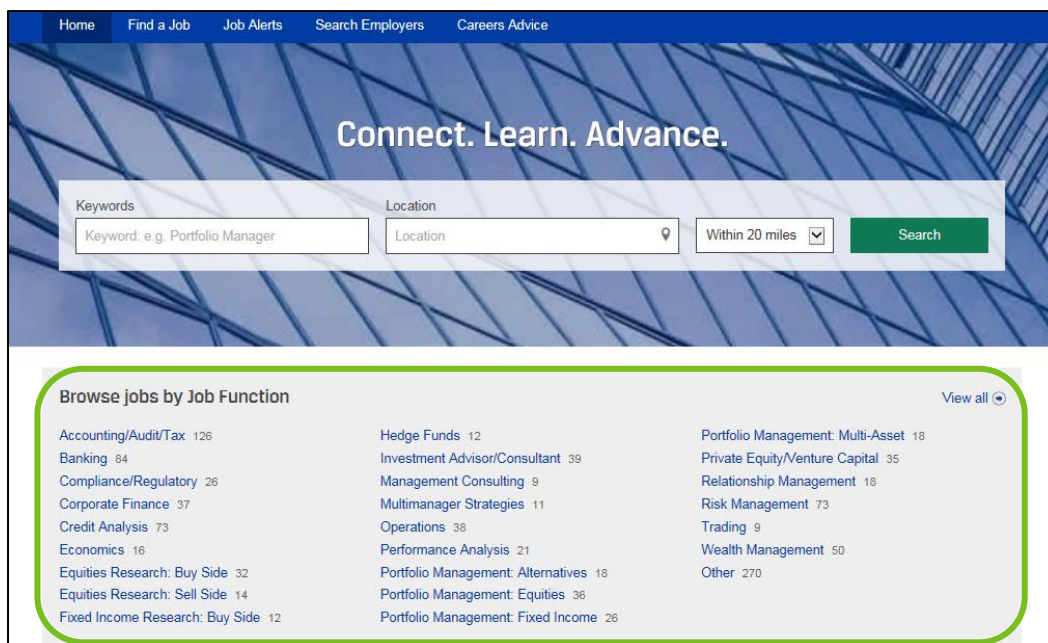 Home Find a Job Job Alerts Search Employers Careers Advice
Connect. Learn. Advance.
Keywords Location
Keyword: e.g. Portfolio Manager Location Within 20 miles Search
Browse jobs by Job Function View all
Accounting/Audit/Tax 126
Banking 84
Compliance/Regulatory 26
Corporate Finance 37
Credit Analysis 73
Economics 16
Equities Research: Buy Side 32
Equities Research: Sell Side 14
Fixed Income Research: Buy Side 12
Hedge Funds 12
Investment Advisor/Consultant 39
Management Consulting 9
Multimanager Strategies 11
Operations 38
Performance Analysis 21
Portfolio Management: Alternatives 18
Portfolio Management: Equities 36
Portfolio Management: Fixed Income 26
Portfolio Management: Multi-Asset 18
Private Equity/Venture Capital 35
Relationship Management 18
Risk Management 73
Trading 9
Wealth Management 50
Other 270